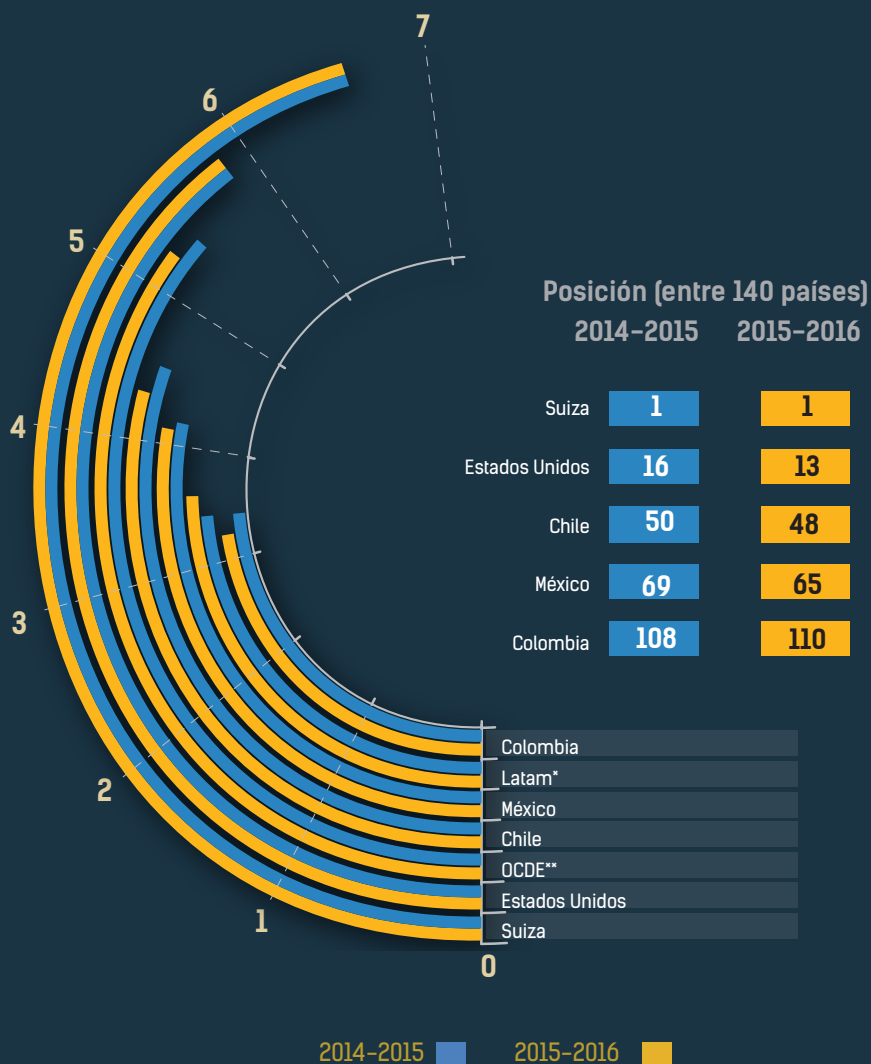 7
6
5
4
3
2
1
0
Posición (entre 140 países)
2014-2015 2015-2016
Suiza 1 1
Estados Unidos 16 13
Chile 50 48
México 69 65
Colombia 108 110
Colombia
Latam*
México
Chile
OCDE**
Estados Unidos
Suiza
2014-2015 2015-2016